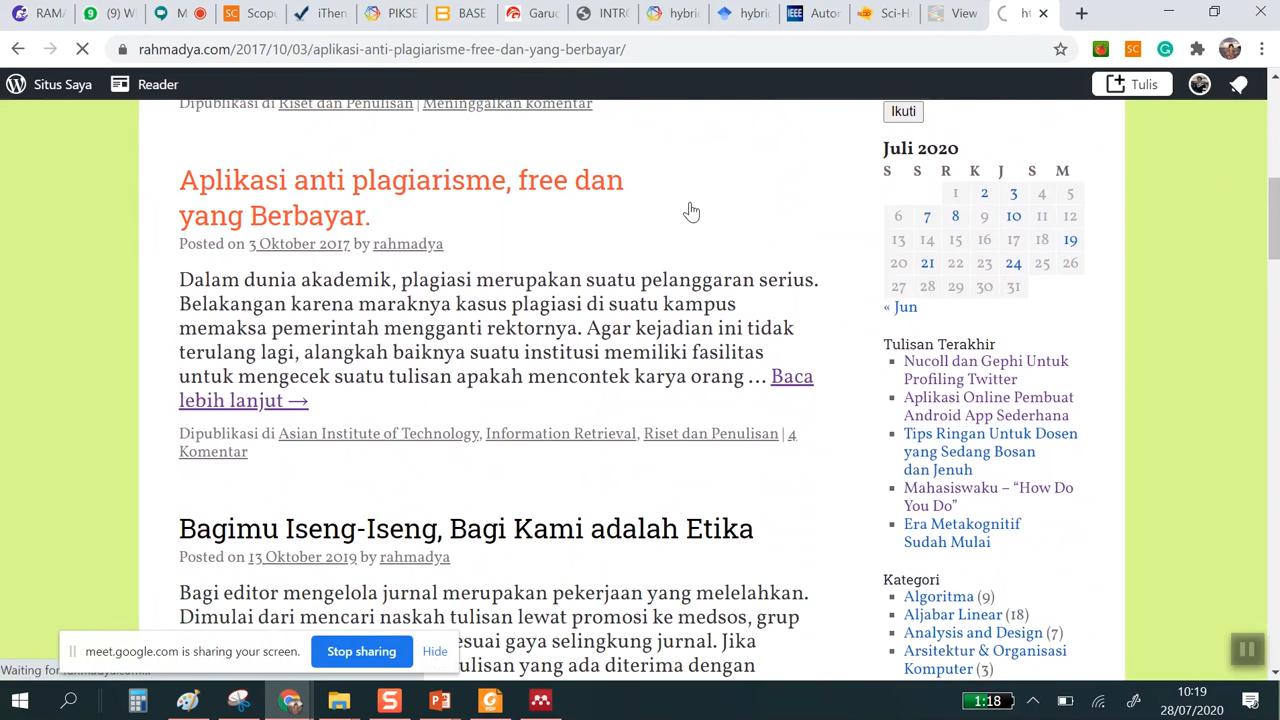 (9) W
M
Scop
iThen
PIKSE
BASE
Garuc
INTRO
hybric
hybric
Autor
Sci-H
View
ht
rahmadya.com/2017/10/03/aplikasi-anti-plagiarisme-free-dan-yang-berbayar/
Situs Saya
Reader
Tulis
Dipublikasi di Riset dan Penulisan | Meninggalkan komentar
Aplikasi anti plagiarisme, free dan
yang Berbayar.
Posted on 3 Oktober 2017 by rahmadya
Dalam dunia akademik, plagiasi merupakan suatu pelanggaran serius.
Belakangan karena maraknya kasus plagiasi di suatu kampus
memaksa pemerintah mengganti rektornya. Agar kejadian ini tidak
terulang lagi, alangkah baiknya suatu institusi memiliki fasilitas
untuk mengecek suatu tulisan apakah mencontek karya orang … Baca
lebih lanjut →
Dipublikasi di Asian Institute of Technology, Information Retrieval, Riset dan Penulisan | 4
Komentar
Bagimu Iseng-Iseng, Bagi Kami adalah Etika
Posted on 13 Oktober 2019 by rahmadya
Bagi editor mengelola jurnal merupakan pekerjaan yang melelahkan.
Dimulai dari mencari naskah tulisan lewat promosi ke medsos, grup
esuai gaya selingkung jurnal. Jika
ulisan yang ada diterima dengan
Ikuti
Juli 2020
S S R K J S M
1 2 3 4 5
6 7 8 9 10 11 12
13 14 15 16 17 18 19
20 21 22 23 24 25 26
27 28 29 30 31
« Jun
Tulisan Terakhir
Nucoll dan Gephi Untuk
Profiling Twitter
Aplikasi Online Pembuat
Android App Sederhana
Tips Ringan Untuk Dosen
yang Sedang Bosan
dan Jenuh
Mahasiswaku – “How Do
You Do”
Era Metakognitif
Sudah Mulai
Kategori
Algoritma (9)
Aljabar Linear (18)
Analysis and Design (7)
Arsitektur & Organisasi
Komputer (3)
meet.google.com is sharing your screen.
Stop sharing
Hide
1:18
10:19
28/07/2020